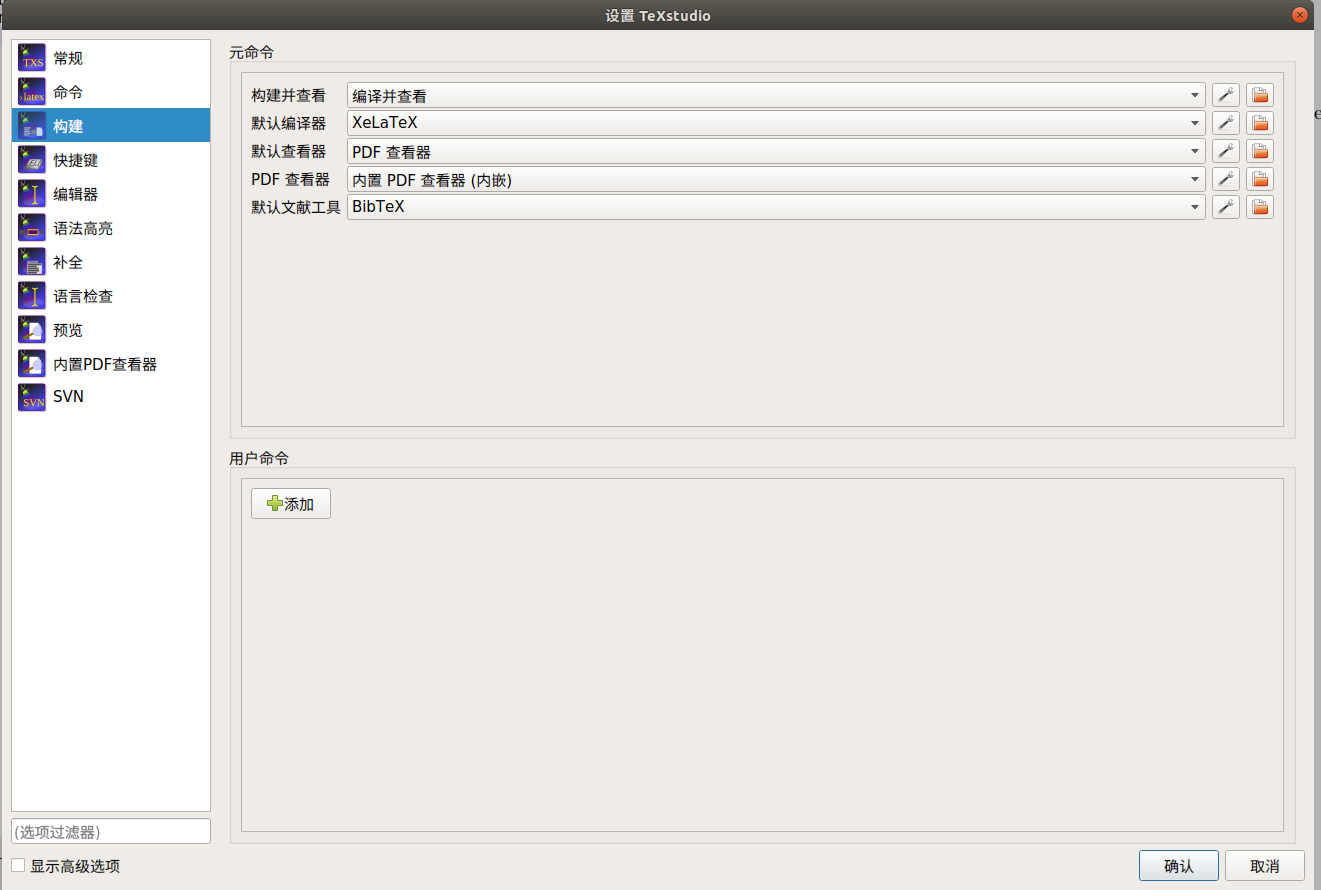 设置 TeXstudio
TXS
常规
latex
命令
构建
快捷键
编辑器
语法高亮
补全
语言检查
预览
内置PDF查看器
SVN
SVN
(选项过滤器)
显示高级选项
元命令
构建并查看
编译并查看
默认编译器
XeLaTeX
默认查看器
PDF 查看器
PDF 查看器
内置 PDF 查看器 (内嵌)
默认文献工具
BibTeX
用户命令
添加
确认
取消